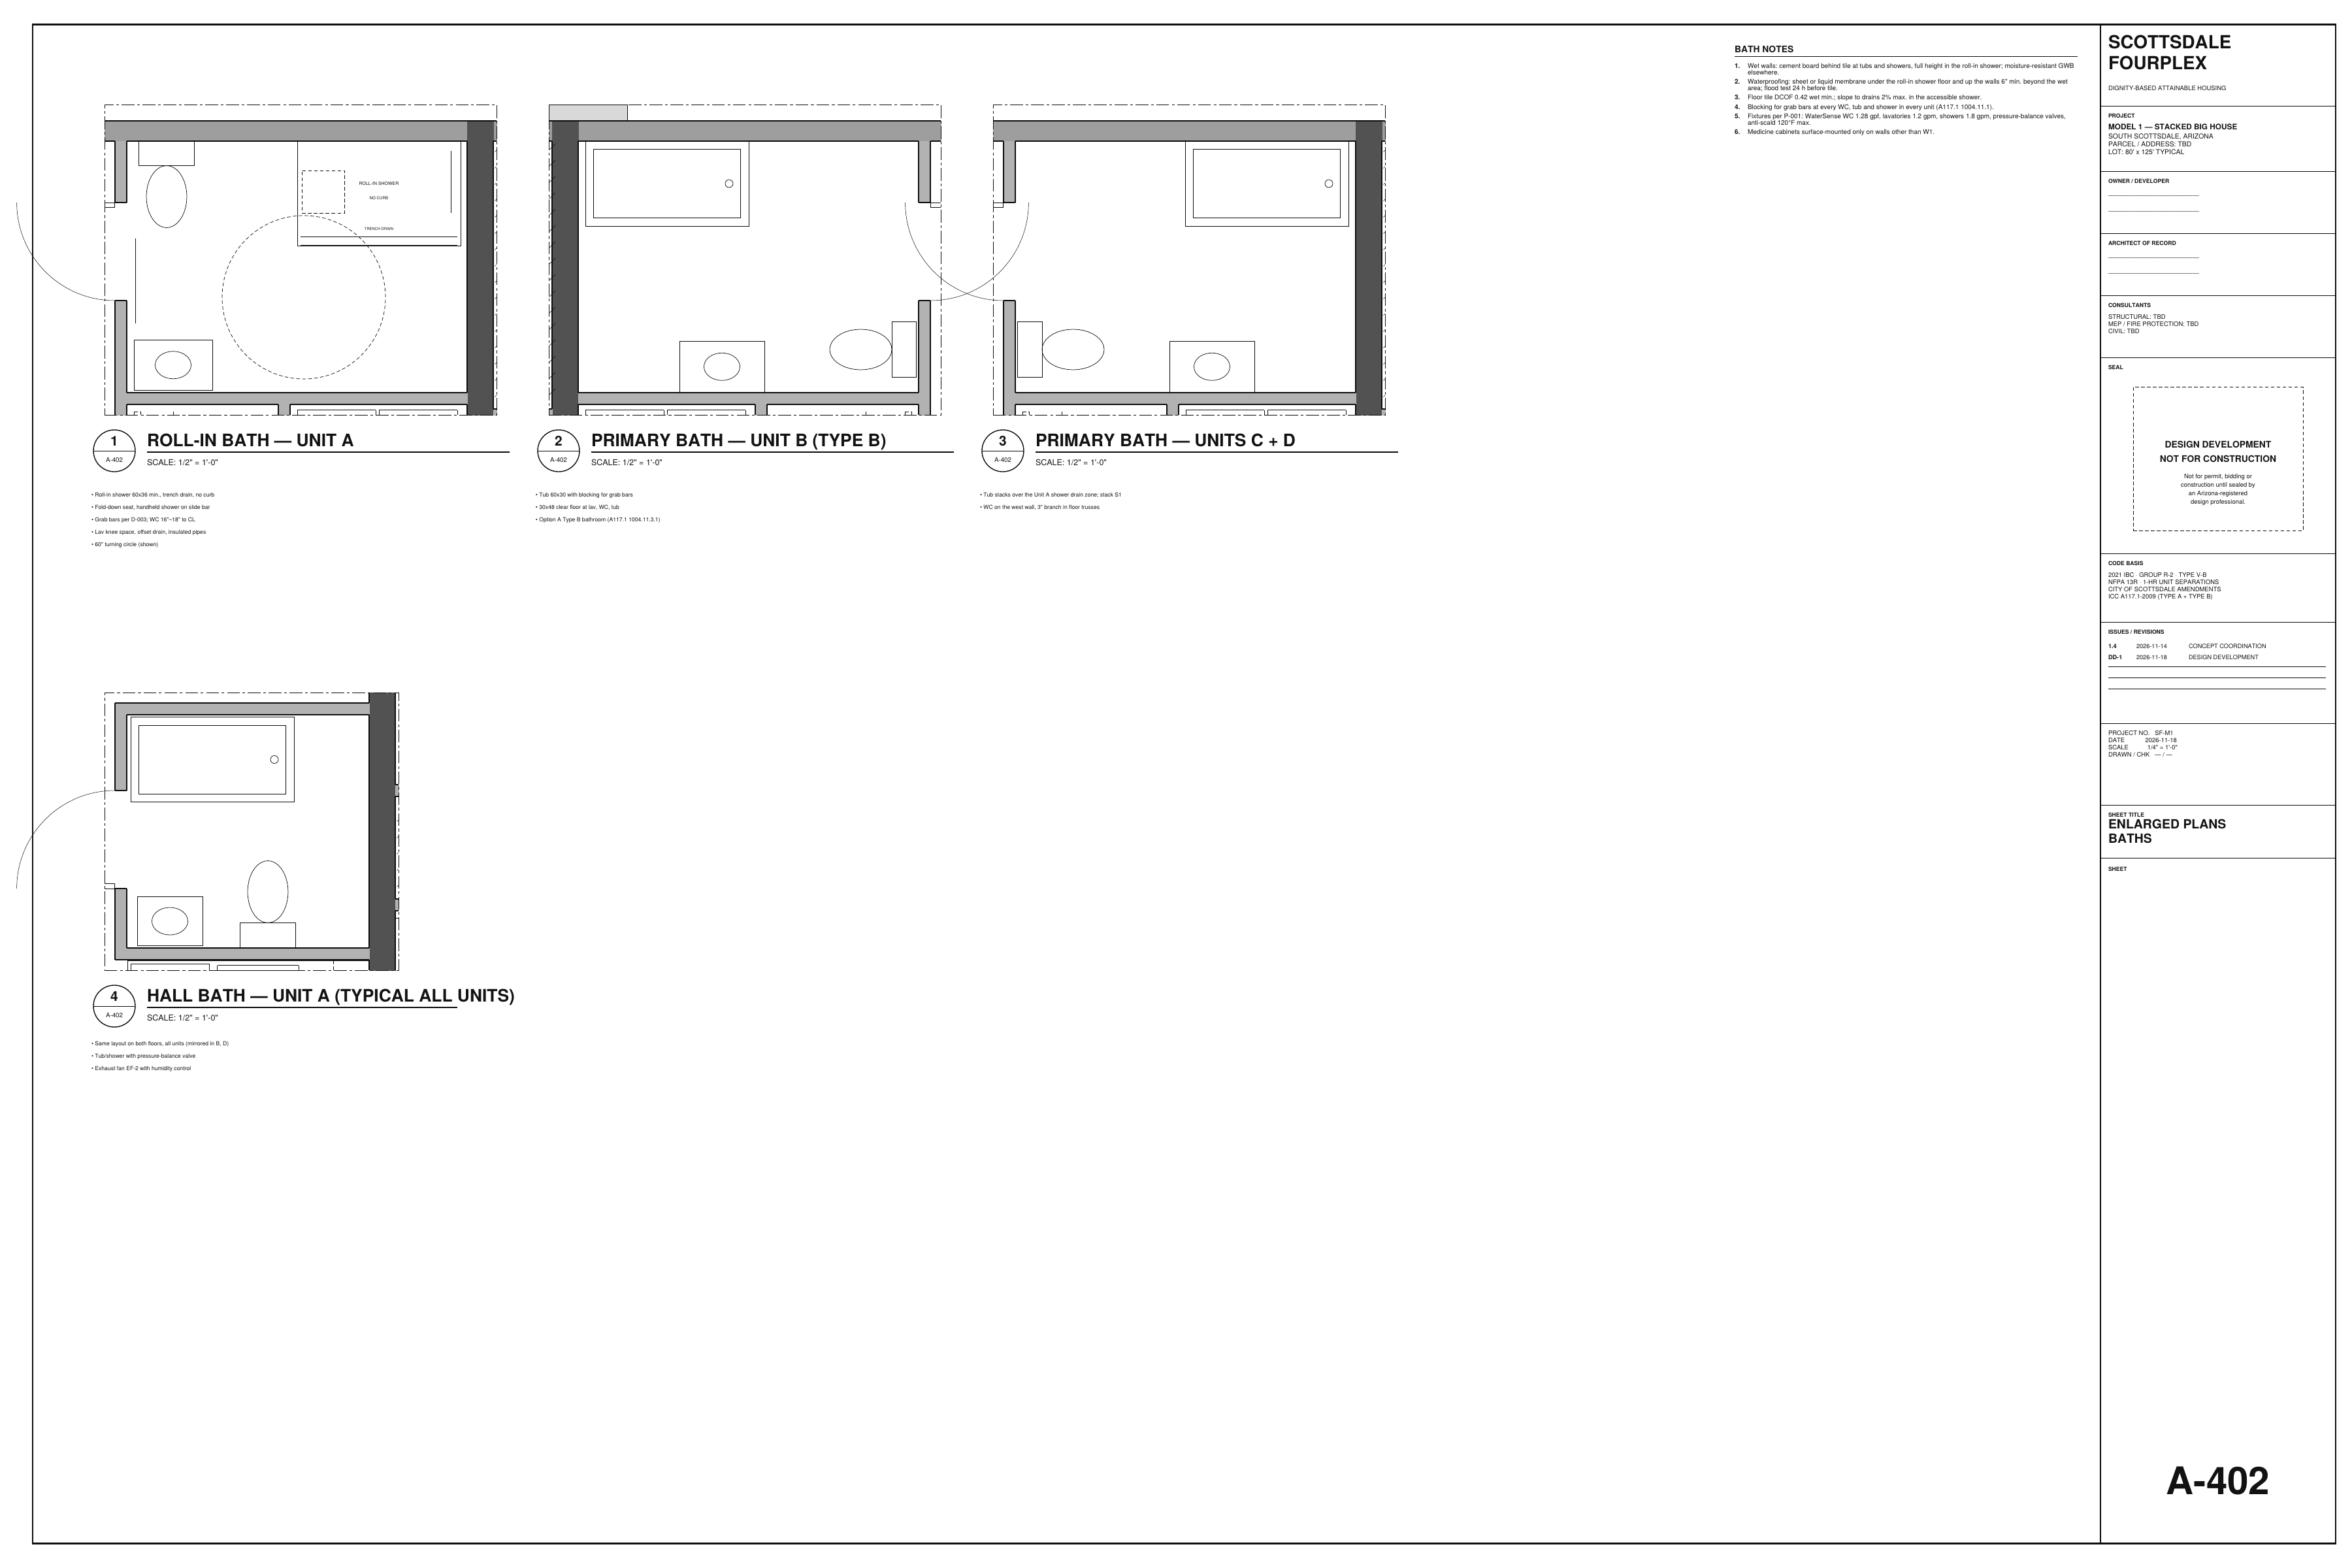 ROLL-IN SHOWER
NO CURB
TRENCH DRAIN
1
A-402
ROLL-IN BATH — UNIT A
SCALE: 1/2" = 1'-0"
• Roll-in shower 60x36 min., trench drain, no curb
• Fold-down seat, handheld shower on slide bar
• Grab bars per D-003; WC 16"–18" to CL
• Lav knee space, offset drain, insulated pipes
• 60" turning circle (shown)
2
A-402
PRIMARY BATH — UNIT B (TYPE B)
SCALE: 1/2" = 1'-0"
• Tub 60x30 with blocking for grab bars
• 30x48 clear floor at lav, WC, tub
• Option A Type B bathroom (A117.1 1004.11.3.1)
3
A-402
PRIMARY BATH — UNITS C + D
SCALE: 1/2" = 1'-0"
• Tub stacks over the Unit A shower drain zone; stack S1
• WC on the west wall, 3" branch in floor trusses
4
A-402
HALL BATH — UNIT A (TYPICAL ALL UNITS)
SCALE: 1/2" = 1'-0"
• Same layout on both floors, all units (mirrored in B, D)
• Tub/shower with pressure-balance valve
• Exhaust fan EF-2 with humidity control
BATH NOTES
1. Wet walls: cement board behind tile at tubs and showers, full height in the roll-in shower; moisture-resistant GWB
elsewhere.
2. Waterproofing: sheet or liquid membrane under the roll-in shower floor and up the walls 6" min. beyond the wet
area; flood test 24 h before tile.
3. Floor tile DCOF 0.42 wet min.; slope to drains 2% max. in the accessible shower.
4. Blocking for grab bars at every WC, tub and shower in every unit (A117.1 1004.11.1).
5. Fixtures per P-001: WaterSense WC 1.28 gpf, lavatories 1.2 gpm, showers 1.8 gpm, pressure-balance valves,
anti-scald 120°F max.
6. Medicine cabinets surface-mounted only on walls other than W1.
SCOTTSDALE
FOURPLEX
DIGNITY-BASED ATTAINABLE HOUSING
PROJECT
MODEL 1 — STACKED BIG HOUSE
SOUTH SCOTTSDALE, ARIZONA
PARCEL / ADDRESS: TBD
LOT: 80' x 125' TYPICAL
OWNER / DEVELOPER
ARCHITECT OF RECORD
CONSULTANTS
STRUCTURAL: TBD
MEP / FIRE PROTECTION: TBD
CIVIL: TBD
SEAL
DESIGN DEVELOPMENT
NOT FOR CONSTRUCTION
Not for permit, bidding or
construction until sealed by
an Arizona-registered
design professional.
CODE BASIS
2021 IBC · GROUP R-2 · TYPE V-B
NFPA 13R · 1-HR UNIT SEPARATIONS
CITY OF SCOTTSDALE AMENDMENTS
ICC A117.1-2009 (TYPE A + TYPE B)
ISSUES / REVISIONS
1.4 2026-11-14 CONCEPT COORDINATION
DD-1 2026-11-18 DESIGN DEVELOPMENT
PROJECT NO. SF-M1
DATE 2026-11-18
SCALE 1/4" = 1'-0"
DRAWN / CHK — / —
SHEET TITLE
ENLARGED PLANS
BATHS
SHEET
A-402